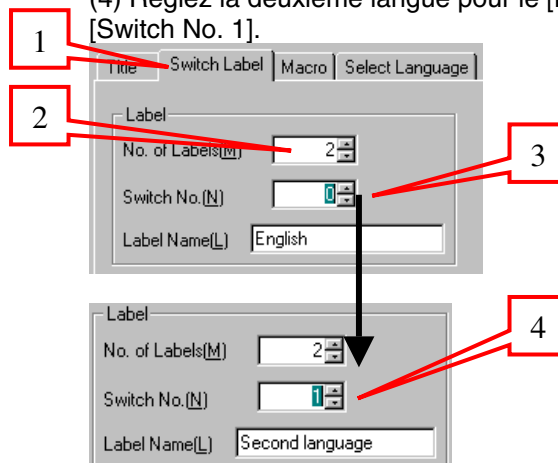 (4) Réglez la deuxième langue pour le
[Switch No. 1].
1
Title Switch Label Macro Select Language
Label
2
No. of Labels(M) 2
3
Switch No.(N) 0
Label Name(L) English
Label
No. of Labels(M) 2
4
Switch No.(N) 1
Label Name(L) Second language